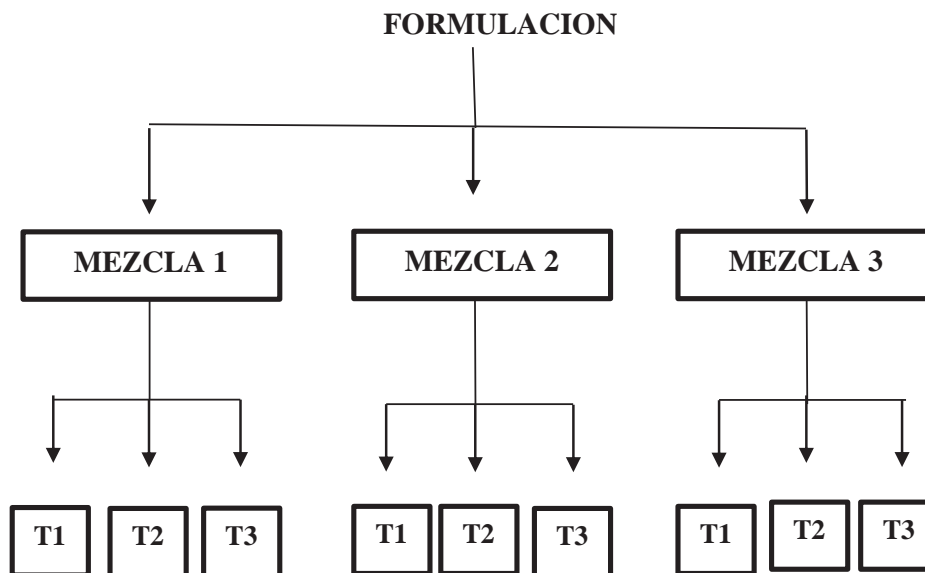 FORMULACION
MEZCLA 1
MEZCLA 2
MEZCLA 3
T1
T2
T3
T1
T2
T3
T1
T2
T3